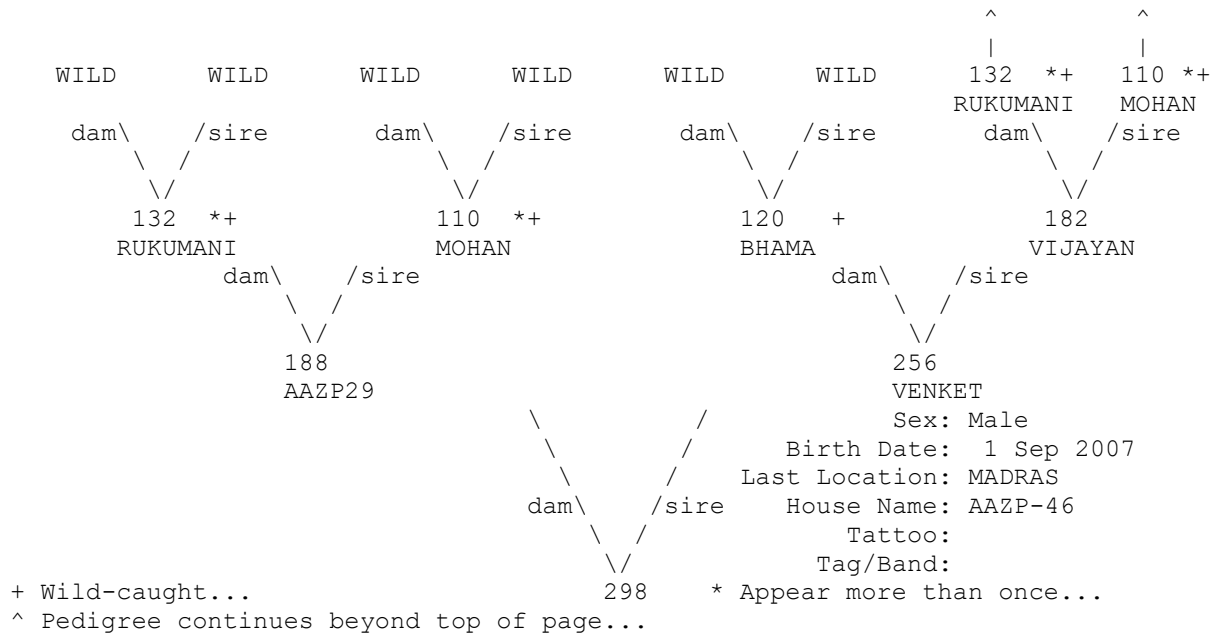 ^ ^
| |
WILD WILD WILD WILD WILD WILD 132 *+ 110 *+
RUKUMANI MOHAN
dam\ /sire dam\ /sire dam\ /sire dam\ /sire
\ / \ / \ / \ /
\/ \/ \/ \/
132 *+ 110 *+ 120 + 182
RUKUMANI MOHAN BHAMA VIJAYAN
dam\ /sire dam\ /sire
\ / \ /
\/ \/
188 256
AAZP29 VENKET
\ / Sex: Male
\ / Birth Date: 1 Sep 2007
\ / Last Location: MADRAS
dam\ /sire House Name: AAZP-46
\ / Tattoo:
\/ Tag/Band:
+ Wild-caught... 298 * Appear more than once...
^ Pedigree continues beyond top of page...